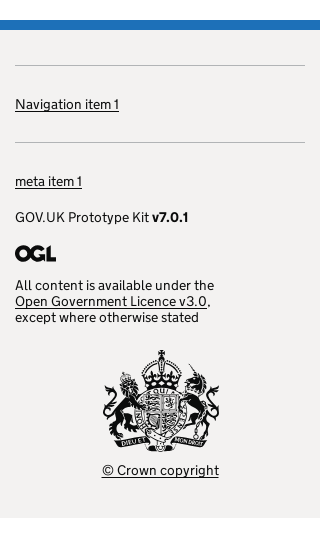 Navigation item 1
meta item 1
GOV.UK Prototype Kit v7.0.1
OGL
All content is available under the
Open Government Licence v3.0,
except where otherwise stated
DIEU ET MON DROIT
© Crown copyright